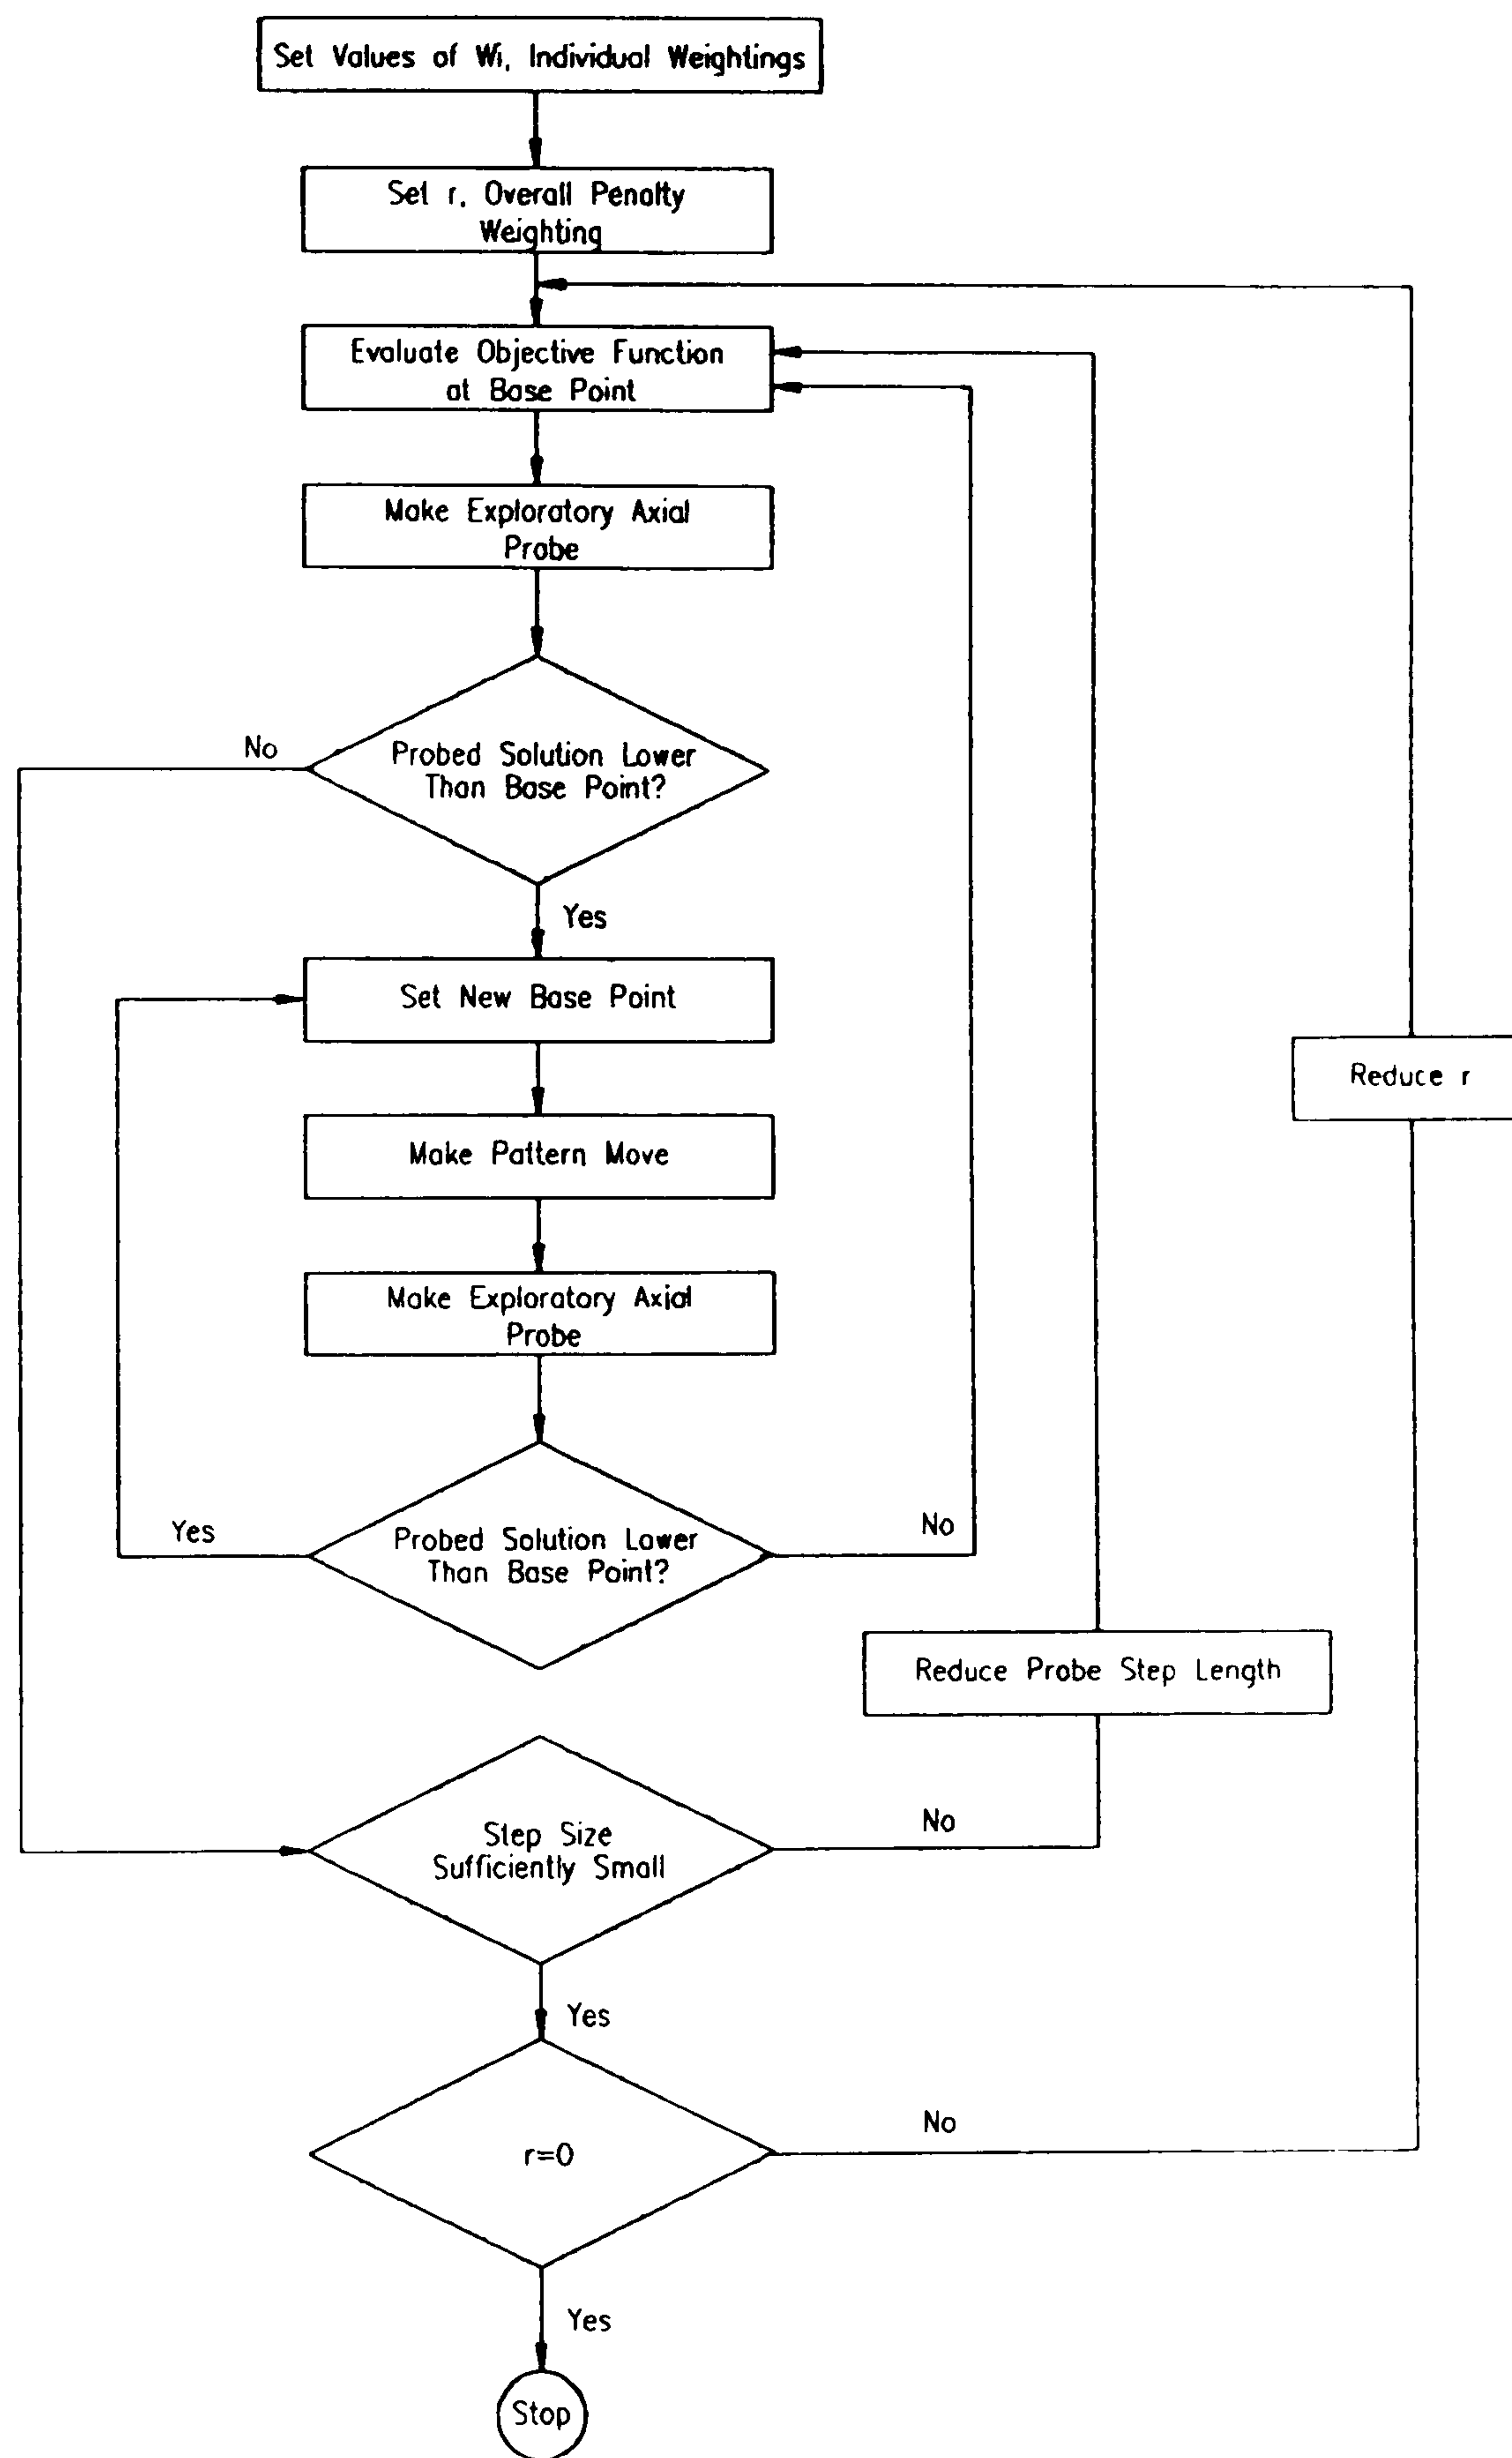 Set Values of Wi, Individual Weightings
Set r, Overall Penalty
Weighting
Evaluate Objective Function
at Base Point
Make Exploratory Axial
Probe
No
Probed Solution Lower
Than Base Point?
Yes
Set New Base Point
Reduce r
Make Pattern Move
Make Exploratory Axial
Probe
Yes
Probed Solution Lower
Than Base Point?
No
Reduce Probe Step Length
Step Size
Sufficiently Small
No
Yes
r=0
No
Yes
Stop